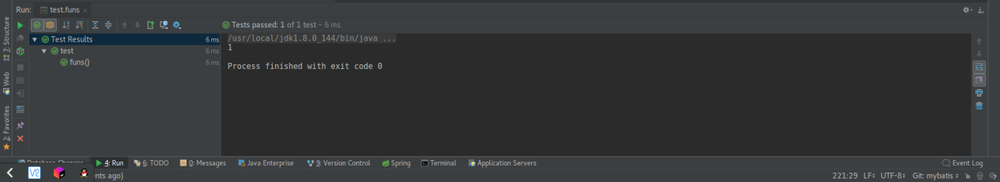 Run: test.funs
Tests passed: 1 of 1 test – 6 ms
Test Results 6 ms
test 6 ms
funs() 6 ms
/usr/local/jdk1.8.0_144/bin/java ...
1
Process finished with exit code 0
7: Structure
Web
2: Favorites
Database Changes 4: Run 6: TODO 0: Messages Java Enterprise 9: Version Control Spring Terminal Application Servers Event Log
ago) 221:29 LF UTF-8 Git: mybatis